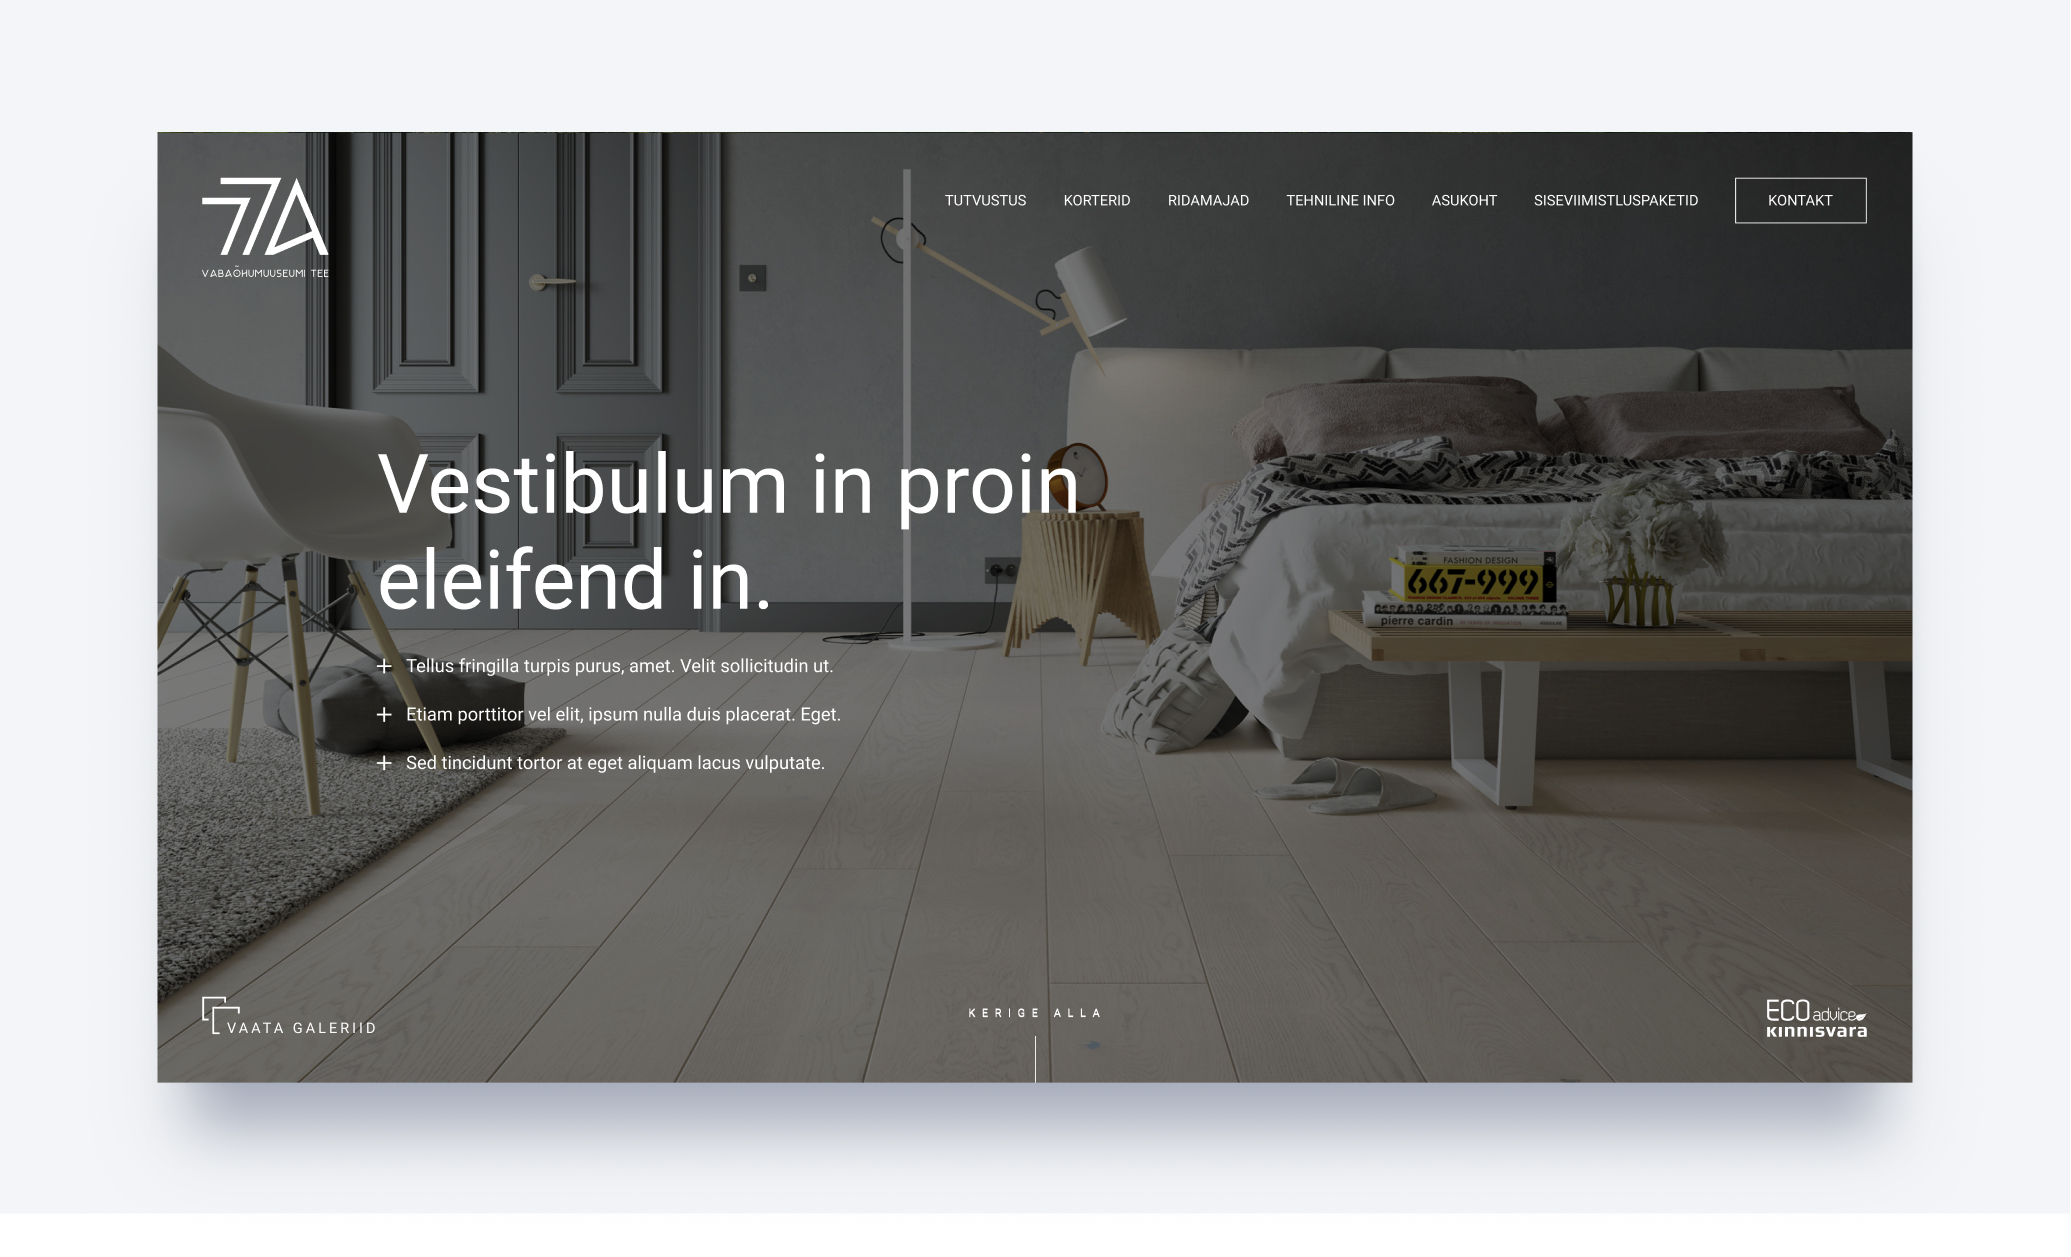 77A
VABAÕHUMUUSEUMI TEE
TUTVUSTUS KORTERID RIDAMAJAD TEHNILINE INFO ASUKOHT SISEVIIMISTLUSPAKETID KONTAKT
Vestibulum in proin
eleifend in.
Tellus fringilla turpis purus, amet. Velit sollicitudin ut.
Etiam porttitor vel elit, ipsum nulla duis placerat. Eget.
Sed tincidunt tortor at eget aliquam lacus vulputate.
FASHION DESIGN
667-999
pierre cardin
VAATA GALERIID
KERIGE ALLA
ECO advice
KINNISVARA